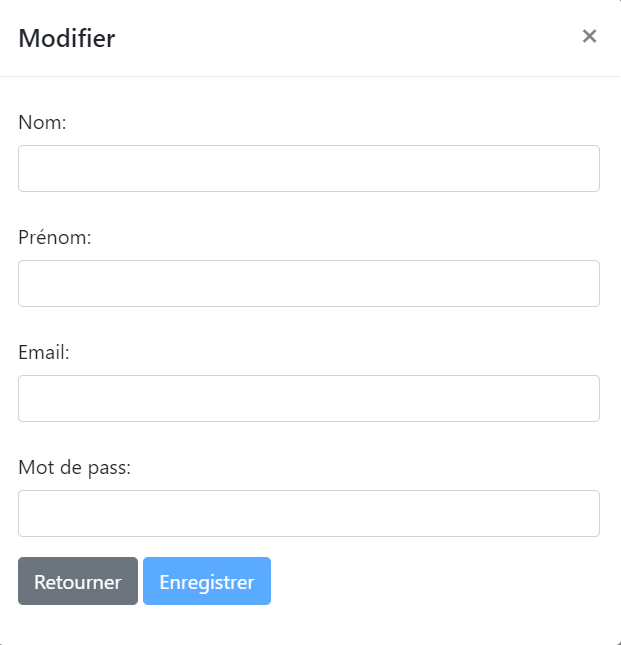 Modifier ×
Nom:
Prénom:
Email:
Mot de pass:
Retourner Enregistrer